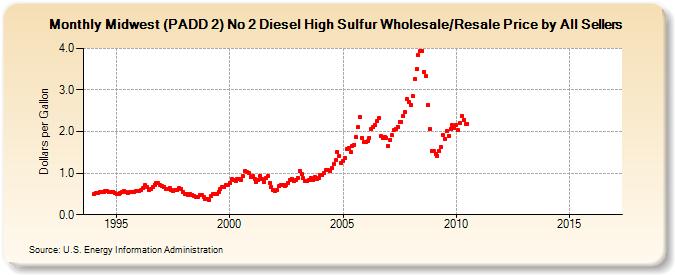 Monthly Midwest (PADD 2) No 2 Diesel High Sulfur Wholesale/Resale Price by All Sellers
Dollars per Gallon
4.0
3.0
2.0
1.0
0.0
1995 2000 2005 2010 2015
Source: U.S. Energy Information Administration